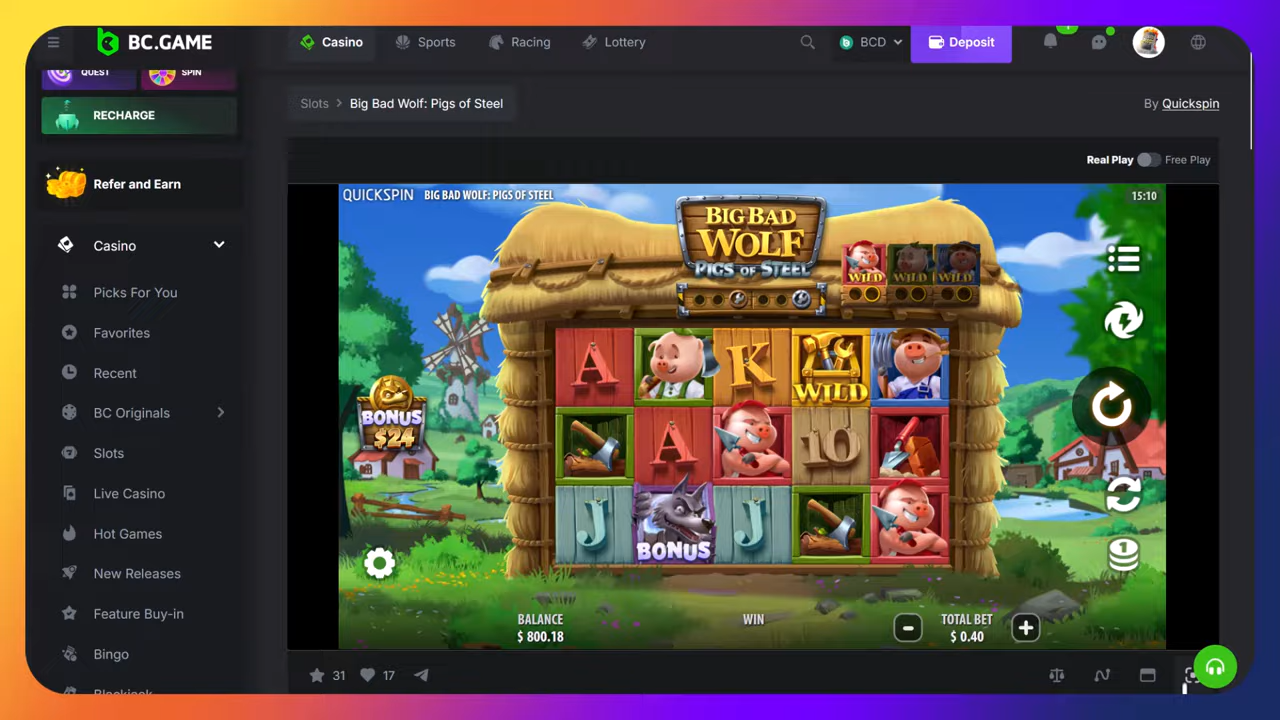 BC.GAME
Casino
Sports
Racing
Lottery
BCD
Deposit
QUEST
SPIN
RECHARGE
Refer and Earn
Casino
Picks For You
Favorites
Recent
BC Originals
Slots
Live Casino
Hot Games
New Releases
Feature Buy-in
Bingo
Blackjack
Slots > Big Bad Wolf: Pigs of Steel
By Quickspin
Real Play
Free Play
QUICKSPIN BIG BAD WOLF: PIGS OF STEEL
15:10
BIG BAD
WOLF
PIGS OF STEEL
WILD
WILD
WILD
A
K
WILD
BONUS
$24
A
10
J
BONUS
J
BALANCE
$ 800.18
WIN
TOTAL BET
$ 0.40
31
17